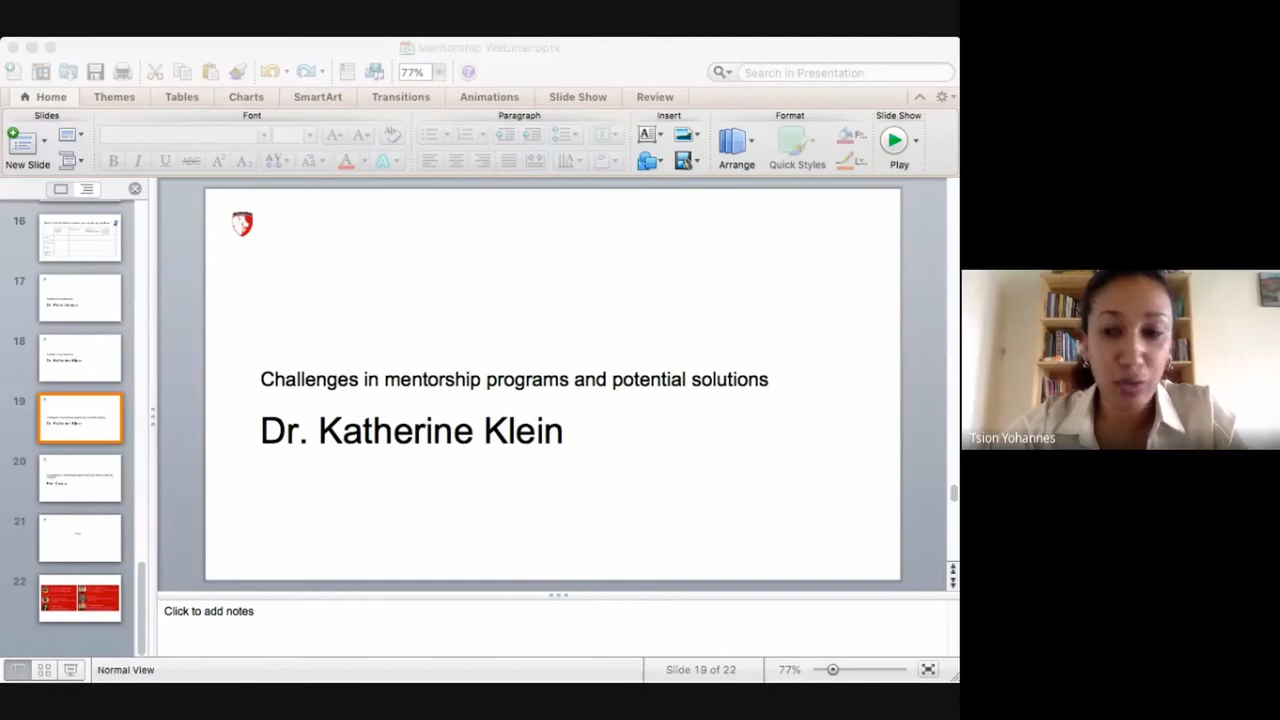 Mentorship Webinar.pptx
77%
Search in Presentation
Home
Themes
Tables
Charts
SmartArt
Transitions
Animations
Slide Show
Review
Slides
Font
Paragraph
Insert
Format
Slide Show
New Slide
Arrange
Quick Styles
Play
16
17
18
19
20
21
22
Challenges in mentorship programs and potential solutions
Dr. Katherine Klein
Click to add notes
Normal View
Slide 19 of 22
77%
Tsion Yohannes